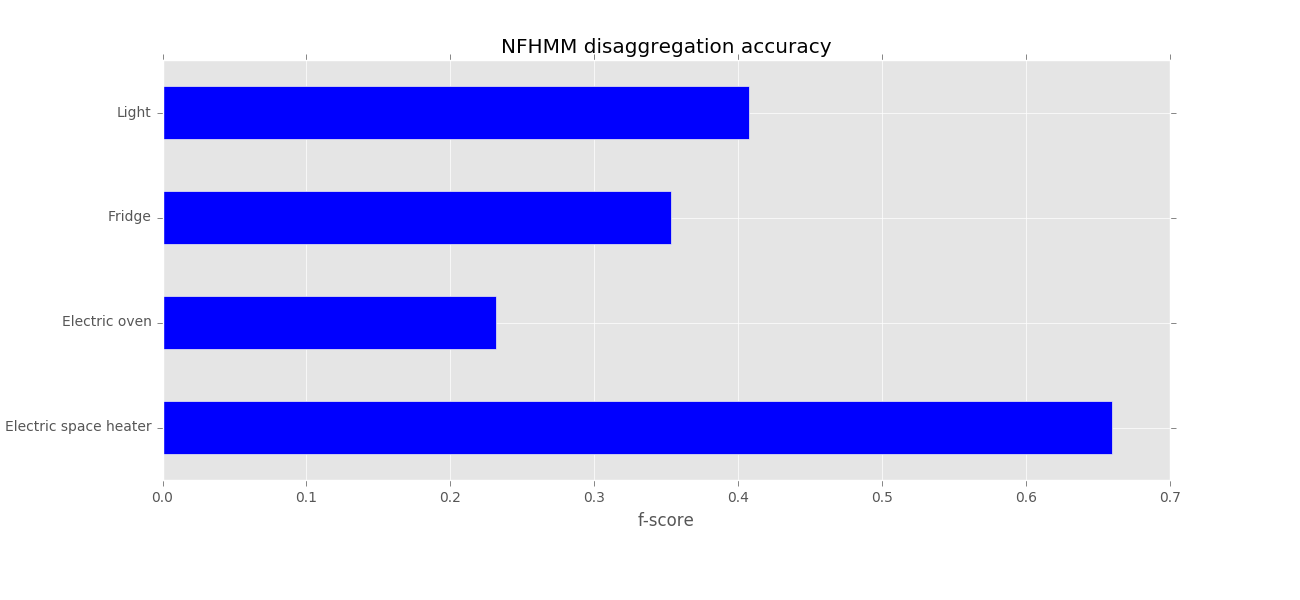 NFHMM disaggregation accuracy
Light
Fridge
Electric oven
Electric space heater
0.0 0.1 0.2 0.3 0.4 0.5 0.6 0.7
f-score